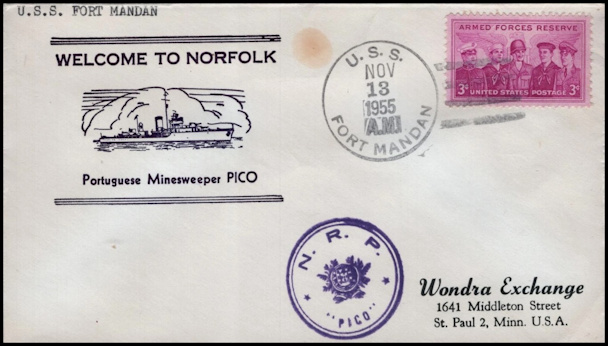 U.S.S. FORT MANDAN
WELCOME TO NORFOLK
Portuguese Minesweeper PICO
U.S.S.
NOV
13
1955
A.M.
FORT MANDAN
ARMED FORCES RESERVE
3¢ UNITED STATES POSTAGE 3¢
N.R.P.
"PICO"
Wondra Exchange
1641 Middleton Street
St. Paul 2, Minn. U.S.A.